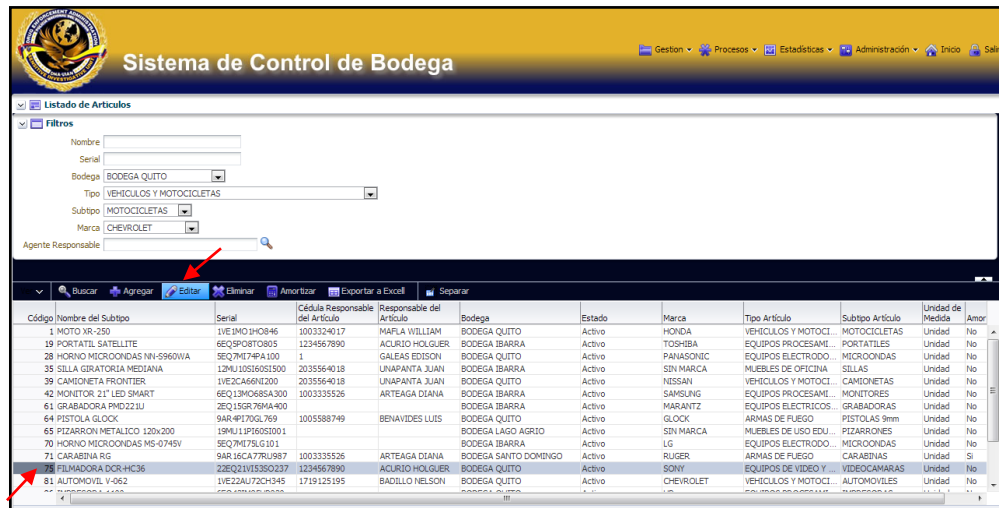 Sistema de Control de Bodega
Gestion Procesos Estadísticas Administración Inicio Salir
Listado de Articulos
Filtros
Nombre
Serial
Bodega BODEGA QUITO
Tipo VEHICULOS Y MOTOCICLETAS
Subtipo MOTOCICLETAS
Marca CHEVROLET
Agente Responsable
Buscar Agregar Editar Eliminar Amortizar Exportar a Excell Separar
Código Nombre del Subtipo Serial Cédula Responsable del Artículo Responsable del Artículo Bodega Estado Marca Tipo Artículo Subtipo Artículo Unidad de Medida Amor
1 MOTO XR-250 1VE1MO1HO846 1003324017 MAFLA WILLIAM BODEGA QUITO Activo HONDA VEHICULOS Y MOTOCI... MOTOCICLETAS Unidad No
19 PORTATIL SATELLITE 6EQ5PO8TO805 1234567890 ACURIO HOLGUER BODEGA IBARRA Activo TOSHIBA EQUIPOS PROCESAMI... PORTATILES Unidad No
28 HORNO MICROONDAS NN-S960WA 5EQ7MI74PA100 1 GALEAS EDISON BODEGA QUITO Activo PANASONIC EQUIPOS ELECTRODO... MICROONDAS Unidad No
35 SILLA GIRATORIA MEDIANA 12MU10SI60SI500 2035564018 UNAPANTA JUAN BODEGA IBARRA Activo SIN MARCA MUEBLES DE OFICINA SILLAS Unidad No
39 CAMIONETA FRONTIER 1VE2CA66NI200 2035564018 UNAPANTA JUAN BODEGA QUITO Activo NISSAN VEHICULOS Y MOTOCI... CAMIONETAS Unidad No
42 MONITOR 21" LED SMART 6EQ13MO68SA300 1003335526 ARTEAGA DIANA BODEGA IBARRA Activo SAMSUNG EQUIPOS PROCESAMI... MONITORES Unidad No
61 GRABADORA PMD221U 2EQ15GR76MA400 BODEGA IBARRA Activo MARANTZ EQUIPOS ELECTRICOS... GRABADORAS Unidad No
64 PISTOLA GLOCK 9AR4PI70GL769 1005588749 BENAVIDES LUIS BODEGA QUITO Activo GLOCK ARMAS DE FUEGO PISTOLAS 9mm Unidad No
65 PIZARRON METALICO 120x200 19MU11PI60SI001 BODEGA LAGO AGRIO Activo SIN MARCA MUEBLES DE USO EDU... PIZARRONES Unidad No
70 HORNO MICROONDAS MS-0745V 5EQ7MI75LG101 BODEGA IBARRA Activo LG EQUIPOS ELECTRODO... MICROONDAS Unidad No
71 CARABINA RG 9AR16CA77RU987 1003335526 ARTEAGA DIANA BODEGA SANTO DOMINGO Activo RUGER ARMAS DE FUEGO CARABINAS Unidad Si
75 FILMADORA DCR-HC36 22EQ21VI53SO237 1234567890 ACURIO HOLGUER BODEGA QUITO Activo SONY EQUIPOS DE VIDEO Y ... VIDEOCAMARAS Unidad No
81 AUTOMOVIL V-062 1VE22AU72CH345 1719125195 BADILLO NELSON BODEGA QUITO Activo CHEVROLET VEHICULOS Y MOTOCI... AUTOMOVILES Unidad No